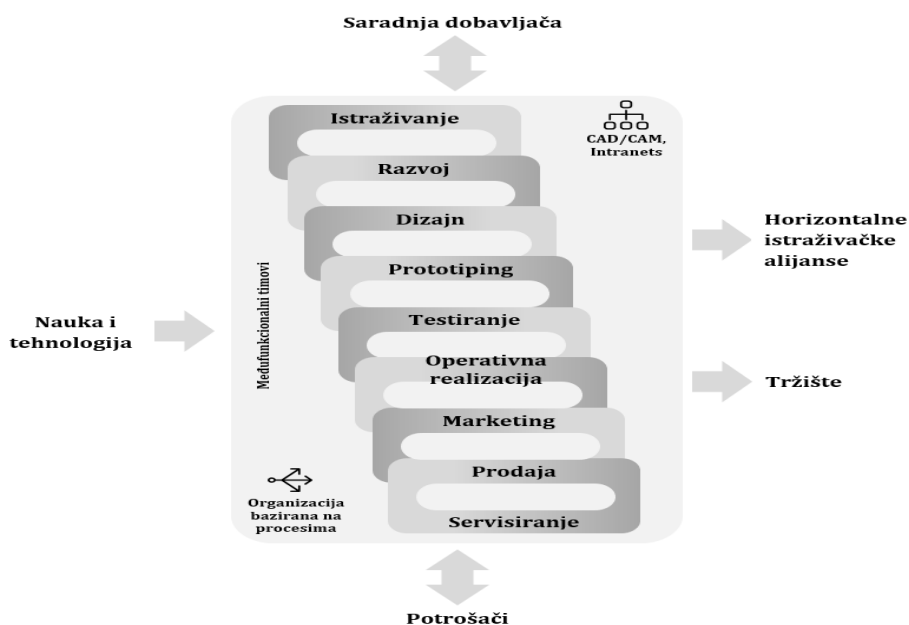 Saradnja dobavljača
Istraživanje
CAD/CAM,
Intranets
Razvoj
Dizajn
Horizontalne
istraživačke
alijanse
Prototiping
Međufunkcionalni timovi
Nauka i
tehnologija
Testiranje
Operativna
realizacija
Tržište
Marketing
Prodaja
Organizacija
bazirana na
procesima
Servisiranje
Potrošači